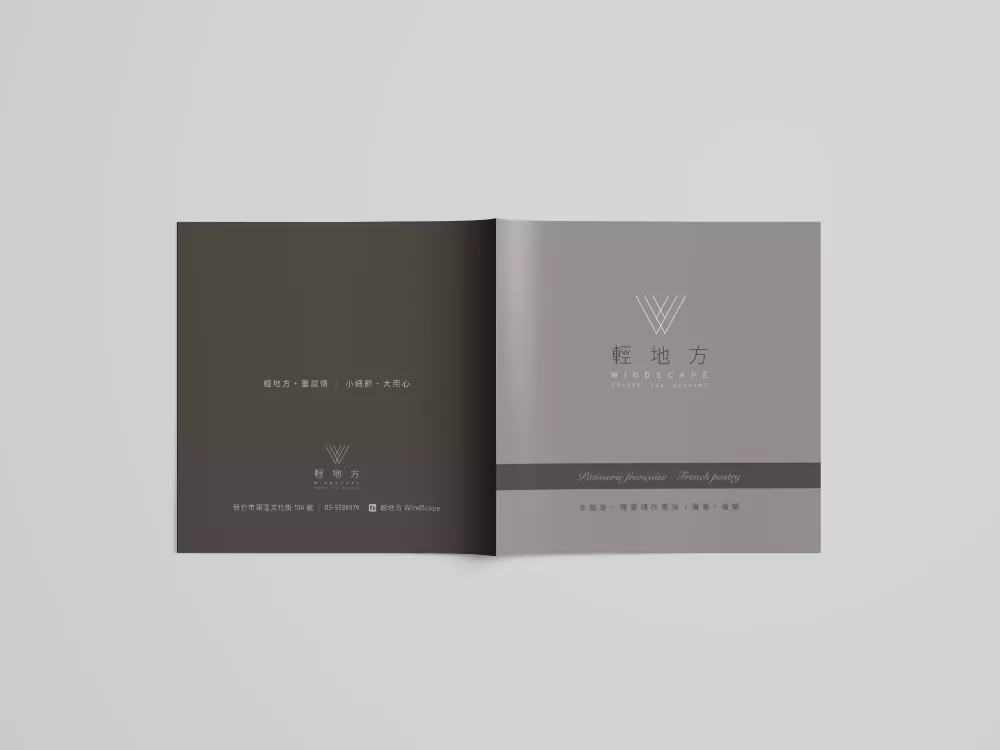 輕地方・重感情 | 小細節・大用心
輕地方
WINDSCAPE
新竹市東區文化街 106 號 | 03-5335979 輕地方 WindScape
輕地方
WINDSCAPE
COFFEE TEA DESSERT
Pâtisserie française · French pastry